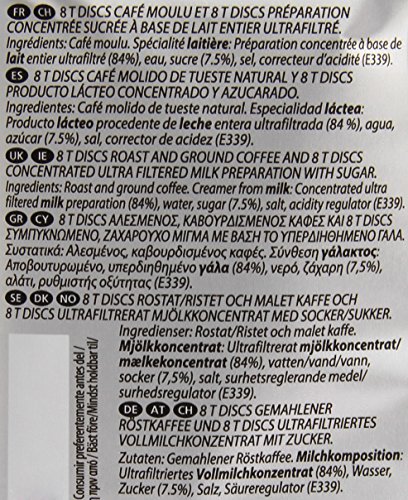 FR CH 8 T DISCS CAFÉ MOULU ET 8 T DISCS PRÉPARATION
CONCENTRÉE SUCRÉE À BASE DE LAIT ENTIER ULTRAFILTRÉ.
Ingrédients: Café moulu. Spécialité laitière: Préparation concentrée à base de
lait entier ultrafiltré (84%), eau, sucre (7.5%), sel, correcteur d'acidité (E339).
ES 8 T DISCS CAFÉ MOLIDO DE TUESTE NATURAL Y 8 T DISCS
PRODUCTO LÁCTEO CONCENTRADO Y AZUCARADO.
Ingredientes: Café molido de tueste natural. Especialidad láctea:
Producto lácteo procedente de leche entera ultrafiltrada (84 %), agua,
azúcar (7.5%), sal, corrector de acidez (E339).
UK IE 8 T DISCS ROAST AND GROUND COFFEE AND 8 T DISCS
CONCENTRATED ULTRA FILTERED MILK PREPARATION WITH SUGAR.
Ingredients: Roast and ground coffee. Creamer from milk: Concentrated ultra
filtered milk preparation (84%), water, sugar (7.5%), salt, acidity regulator (E339).
GR CY 8 T DISCS ΑΛΕΣΜΕΝΟΣ, ΚΑΒΟΥΡΔΙΣΜΕΝΟΣ ΚΑΦΕΣ ΚΑΙ 8 T DISCS
ΣΥΜΠΥΚΝΩΜΕΝΟ, ΖΑΧΑΡΟΥΧΟ ΜΙΓΜΑ ΜΕ ΒΑΣΗ ΤΟ ΥΠΕΡΔΙΗΘΗΜΕΝΟ ΓΑΛΑ.
Συστατικά: Αλεσμένος, καβουρδισμένος καφές. Σύνθεση γάλακτος:
Αποβουτυρωμένο, υπερδιηθημένο γάλα (84%), νερό, ζάχαρη (7,5%),
αλάτι, ρυθμιστής οξύτητας (E339).
SE DK NO 8 T DISCS ROSTAT/RISTET OCH MALET KAFFE OCH
8 T DISCS ULTRAFILTRERAT MJÖLKKONCENTRAT MED SOCKER/SUKKER.
Ingredienser: Rostat/Ristet och malet kaffe.
Mjölkkoncentrat: Ultrafiltrerat mjölkkoncentrat/
mælkekoncentrat (84%), vatten/vand/vann,
socker (7,5%), salt, surhetsreglerande medel/
surhedsregulerande (E339).
DE AT CH 8 T DISCS GEMAHLENER
RÖSTKAFFEE UND 8 T DISCS ULTRAFILTRIERTES
VOLLMILCHKONZENTRAT MIT ZUCKER.
Zutaten: Gemahlener Röstkaffee. Milchkomposition:
Ultrafiltriertes Vollmilchkonzentrat (84%), Wasser,
Zucker (7,5%), Salz, Säureregulator (E339).
Consumir preferentemente antes del /
η πριν από / Bäst före/Mindst holdbar til/